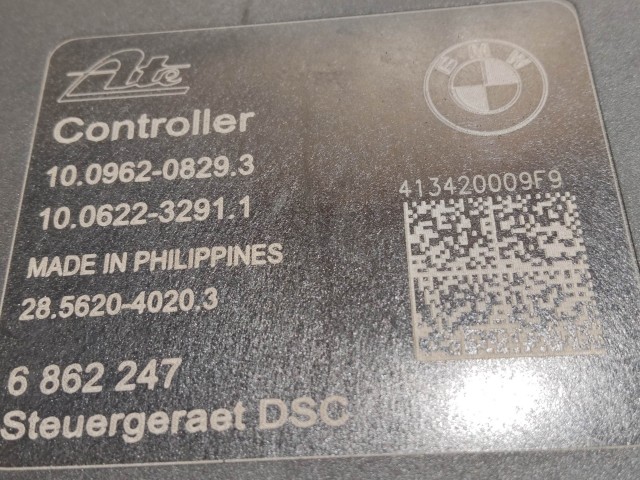 Ate
BMW
Controller
10.0962-0829.3
413420009F9
10.0622-3291.1
MADE IN PHILIPPINES
28.5620-4020.3
6 862 247
Steuergeraet DSC